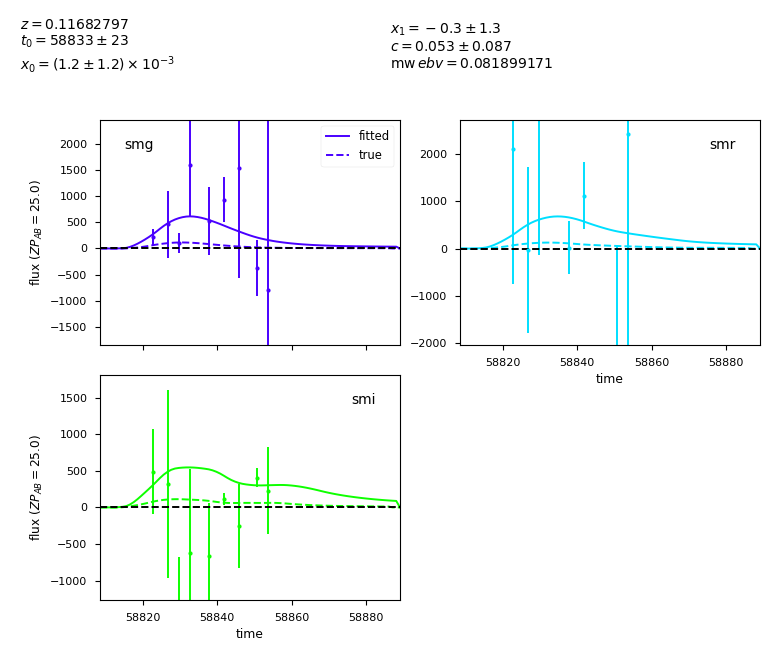 z = 0.11682797
t₀ = 58833 ± 23
x₀ = (1.2 ± 1.2) × 10⁻³
x₁ = −0.3 ± 1.3
c = 0.053 ± 0.087
mw ebv = 0.081899171
smg
fitted
true
2000
1500
1000
500
0
−500
−1000
−1500
flux (ZP_AB = 25.0)
smr
2000
1000
0
−1000
−2000
58820 58840 58860 58880
time
smi
1500
1000
500
0
−500
−1000
flux (ZP_AB = 25.0)
58820 58840 58860 58880
time